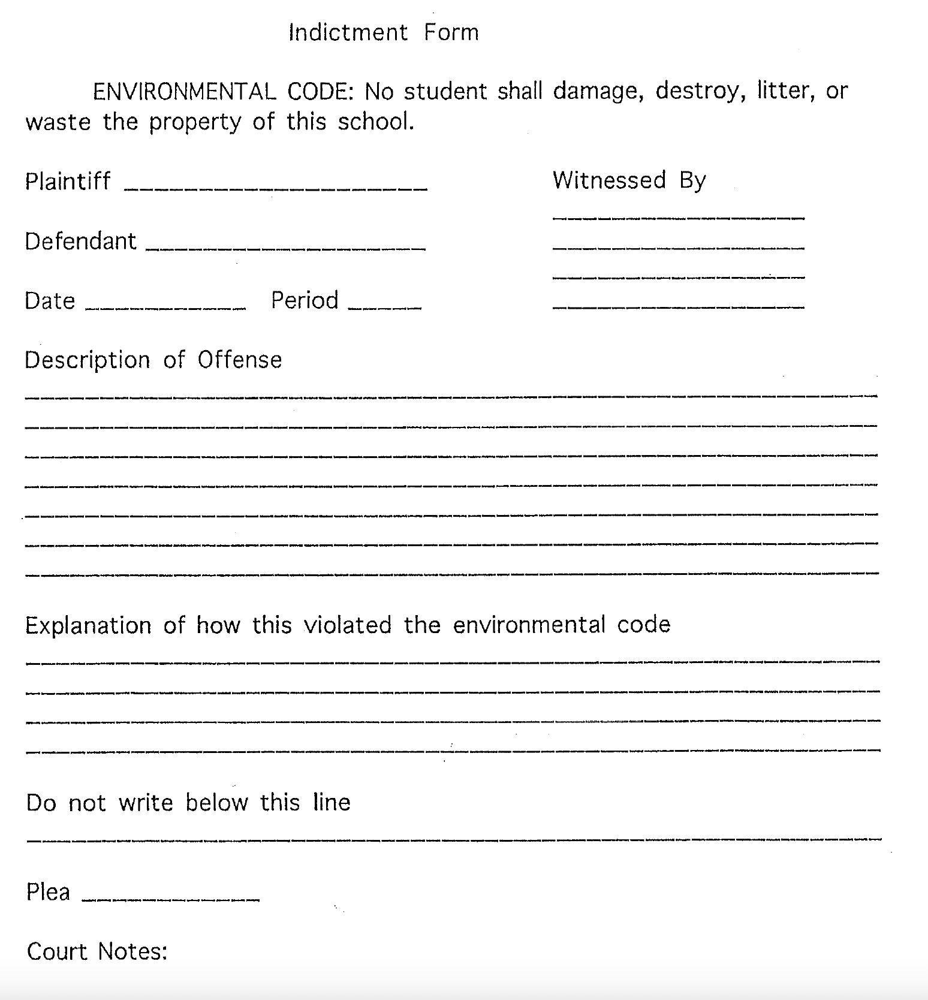 Indictment Form
ENVIRONMENTAL CODE: No student shall damage, destroy, litter, or
waste the property of this school.
Plaintiff ____________________
Witnessed By
Defendant ___________________
Date ___________ Period _____
Description of Offense
Explanation of how this violated the environmental code
Do not write below this line
Plea ____________
Court Notes: